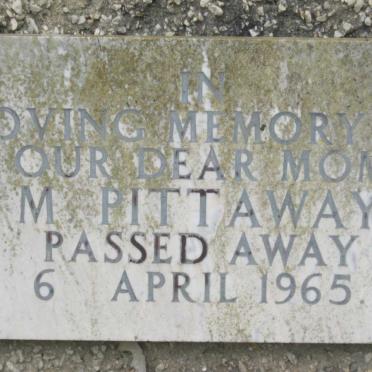 IN
OVING MEMORY
OUR DEAR MOM
M PITTAWAY
PASSED AWAY
6 APRIL 1965.